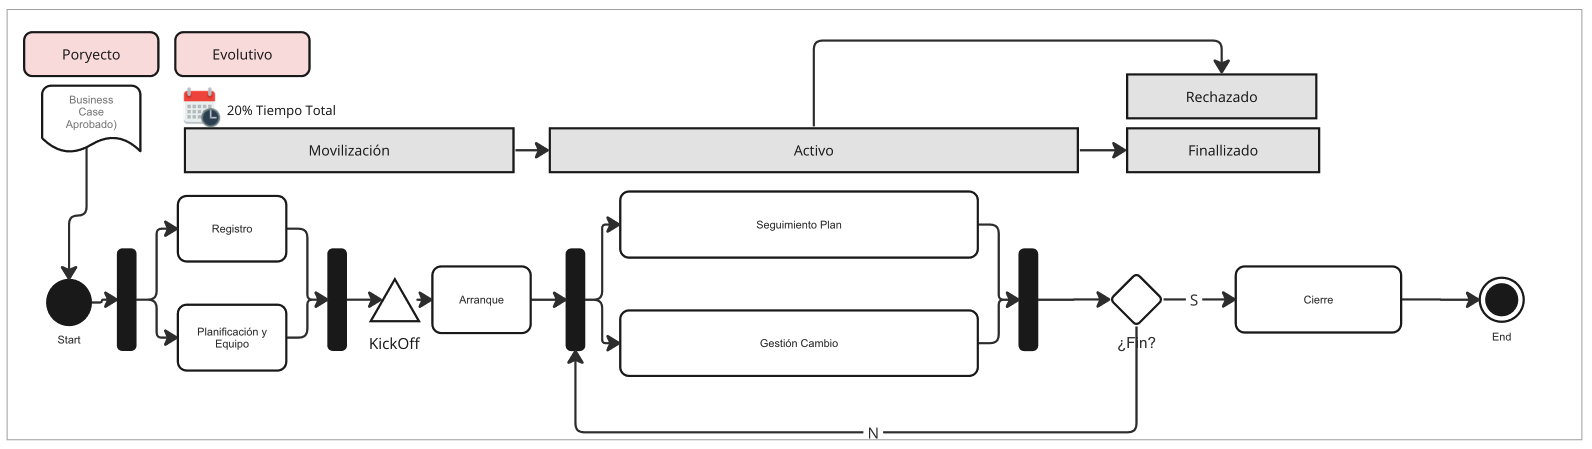 Poryecto
Evolutivo
Business
Case
Aprobado)
20% Tiempo Total
Rechazado
Movilización
Activo
Finallizado
Registro
Seguimiento Plan
Start
Planificación y
Equipo
KickOff
Arranque
Gestión Cambio
¿Fin?
S
Cierre
End
N